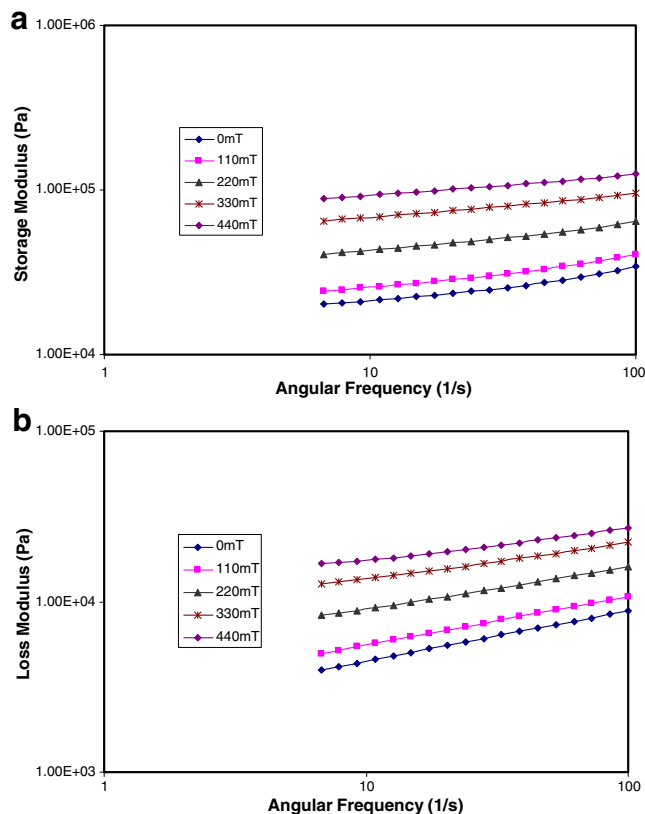 a
1.00E+06
1.00E+05
1.00E+04
Storage Modulus (Pa)
0mT
110mT
220mT
330mT
440mT
1
10
100
Angular Frequency (1/s)
b
1.00E+05
1.00E+04
1.00E+03
Loss Modulus (Pa)
0mT
110mT
220mT
330mT
440mT
1
10
100
Angular Frequency (1/s)